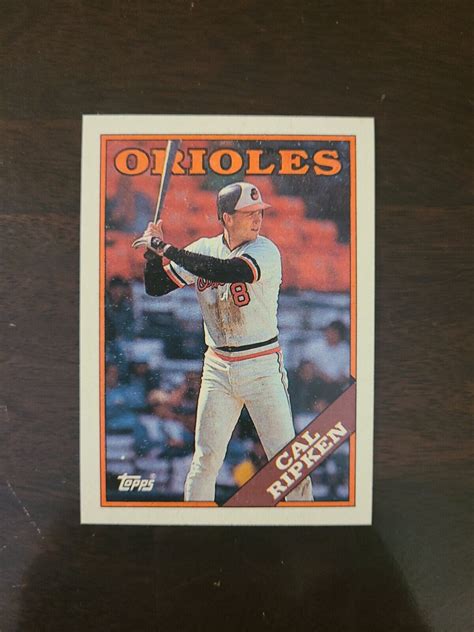 ORIOLES
8
topps
CAL
RIPKEN